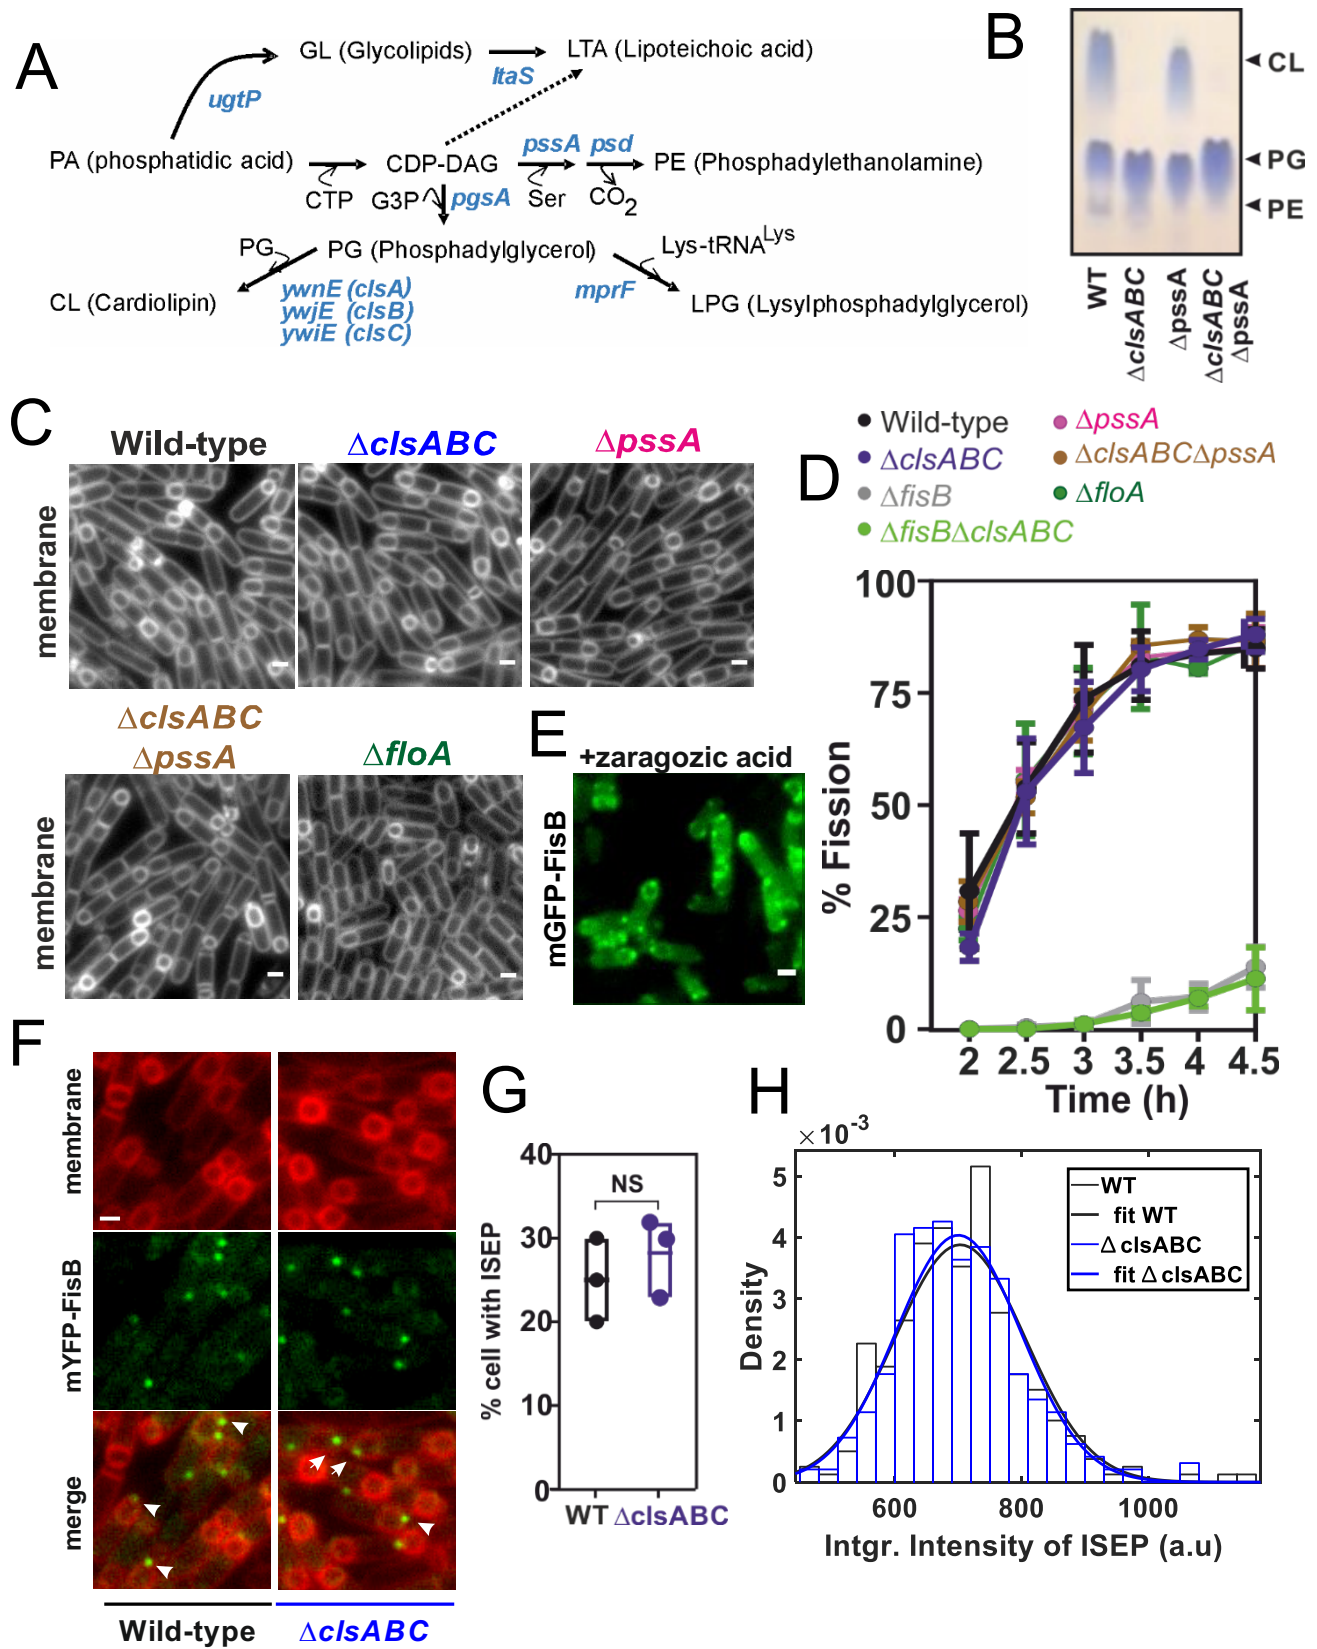 A
GL (Glycolipids)
LTA (Lipoteichoic acid)
ltaS
ugtP
PA (phosphatidic acid)
CDP-DAG
pssA
psd
PE (Phosphadylethanolamine)
CTP
G3P
pgsA
Ser
CO2
PG
PG (Phosphadylglycerol)
Lys-tRNALys
CL (Cardiolipin)
ywnE (clsA)
ywjE (clsB)
ywiE (clsC)
mprF
LPG (Lysylphosphadylglycerol)
B
CL
PG
PE
WT
ΔclsABC
ΔpssA
ΔclsABC
ΔpssA
C
Wild-type
ΔclsABC
ΔpssA
membrane
ΔclsABC
ΔpssA
ΔfloA
membrane
D
Wild-type
ΔpssA
ΔclsABC
ΔclsABCΔpssA
ΔfisB
ΔfloA
ΔfisBΔclsABC
100
75
50
25
0
% Fission
2 2.5 3 3.5 4 4.5
Time (h)
E
+zaragozic acid
mGFP-FisB
F
membrane
mYFP-FisB
merge
Wild-type
ΔclsABC
G
40
30
20
10
0
% cell with ISEP
NS
WT ΔclsABC
H
×10-3
5
4
3
2
1
0
Density
WT
fit WT
Δ clsABC
fit Δ clsABC
600 800 1000
Intgr. Intensity of ISEP (a.u)